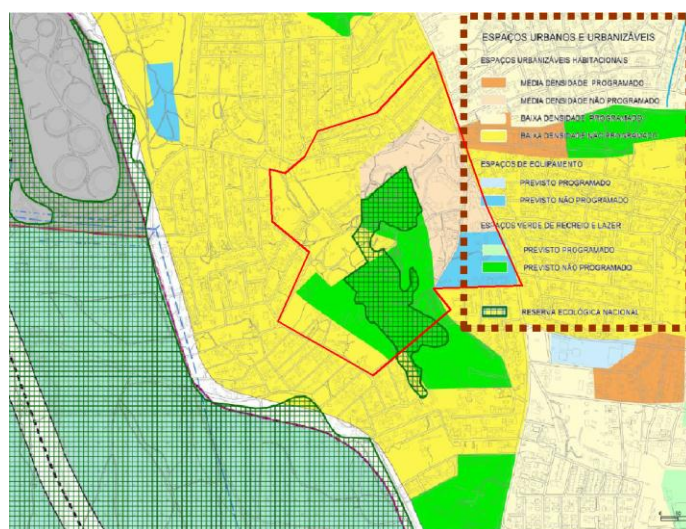 ESPAÇOS URBANOS E URBANIZÁVEIS
ESPAÇOS URBANIZÁVEIS HABITACIONAIS
MÉDIA DENSIDADE PROGRAMADO
MÉDIA DENSIDADE NÃO PROGRAMADO
BAIXA DENSIDADE PROGRAMADO
BAIXA DENSIDADE NÃO PROGRAMADO
ESPAÇOS DE EQUIPAMENTO
PREVISTO PROGRAMADO
PREVISTO NÃO PROGRAMADO
ESPAÇOS VERDE DE RECREIO E LAZER
PREVISTO PROGRAMADO
PREVISTO NÃO PROGRAMADO
RESERVA ECOLÓGICA NACIONAL